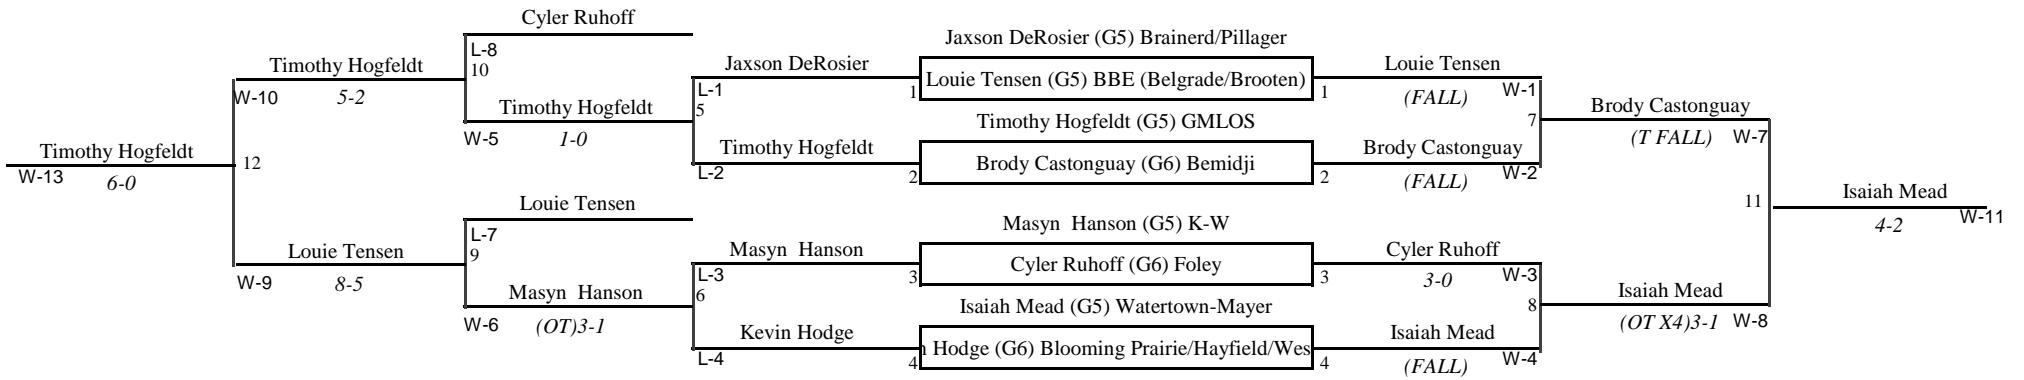 Cyler Ruhoff
L-8
10
Timothy Hogfeldt
W-10
5-2
Timothy Hogfeldt
W-5
1-0
Timothy Hogfeldt
W-13
6-0
12
Louie Tensen
L-7
9
Louie Tensen
W-9
8-5
Masyn Hanson
W-6
(OT)3-1
Jaxson DeRosier
L-1
5
Timothy Hogfeldt
L-2
Masyn Hanson
L-3
6
Kevin Hodge
L-4
Jaxson DeRosier (G5) Brainerd/Pillager
1
Louie Tensen (G5) BBE (Belgrade/Brooten)
1
Timothy Hogfeldt (G5) GMLOS
2
Brody Castonguay (G6) Bemidji
2
Masyn Hanson (G5) K-W
3
Cyler Ruhoff (G6) Foley
3
Isaiah Mead (G5) Watertown-Mayer
4
Hodge (G6) Blooming Prairie/Hayfield/Wes
4
Louie Tensen
(FALL)
W-1
7
Brody Castonguay
(FALL)
W-2
Cyler Ruhoff
3-0
W-3
8
Isaiah Mead
(FALL)
W-4
Brody Castonguay
(T FALL)
W-7
11
Isaiah Mead
(OT X4)3-1
W-8
Isaiah Mead
4-2
W-11